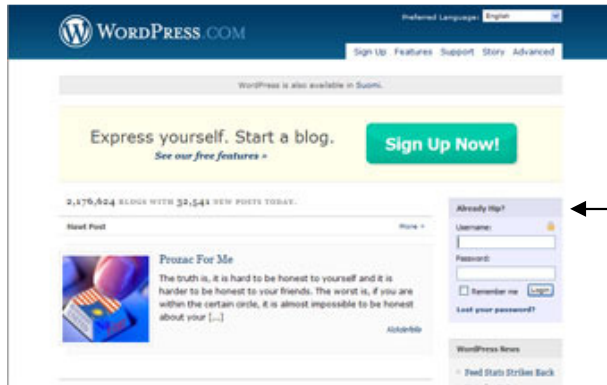 WORDPRESS.COM
Preferred Language: English
Sign Up Features Support Story Advanced
WordPress is also available in Suomi.
Express yourself. Start a blog.
See our free features »
Sign Up Now!
2,176,624 BLOGS WITH 32,541 NEW POSTS TODAY.
Hawt Post
More »
Prozac For Me
The truth is, it is hard to be honest to yourself and it is
harder to be honest to your friends. The worst is, if you are
within the certain circle, it is almost impossible to be honest
about your [...]
Already Hip?
Username:
Password:
Remember me Login
Lost your password?
WordPress News
Feed Stats Strikes Back